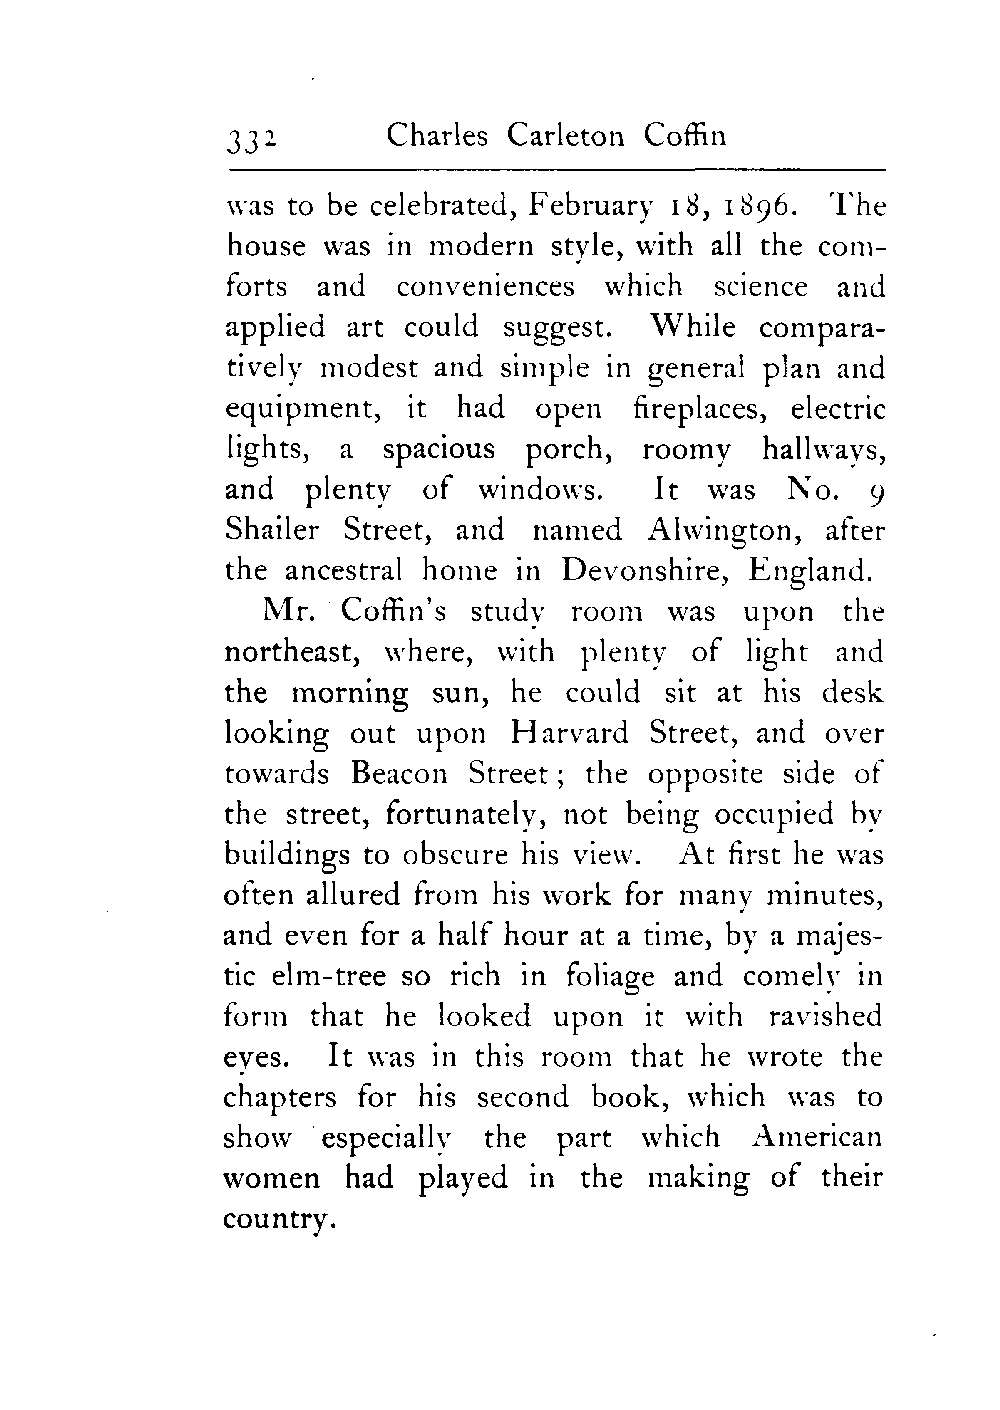 332 Charles Carleton Coffin
was to be celebrated, February 18, 1896. The
house was in modern style, with all the com-
forts and conveniences which science and
applied art could suggest. While compara-
tively modest and simple in general plan and
equipment, it had open fireplaces, electric
lights, a spacious porch, roomy hallways,
and plenty of windows. It was No. 9
Shailer Street, and named Alwington, after
the ancestral home in Devonshire, England.
Mr. Coffin's study room was upon the
northeast, where, with plenty of light and
the morning sun, he could sit at his desk
looking out upon Harvard Street, and over
towards Beacon Street; the opposite side of
the street, fortunately, not being occupied by
buildings to obscure his view. At first he was
often allured from his work for many minutes,
and even for a half hour at a time, by a majes-
tic elm-tree so rich in foliage and comely in
form that he looked upon it with ravished
eyes. It was in this room that he wrote the
chapters for his second book, which was to
show especially the part which American
women had played in the making of their
country.